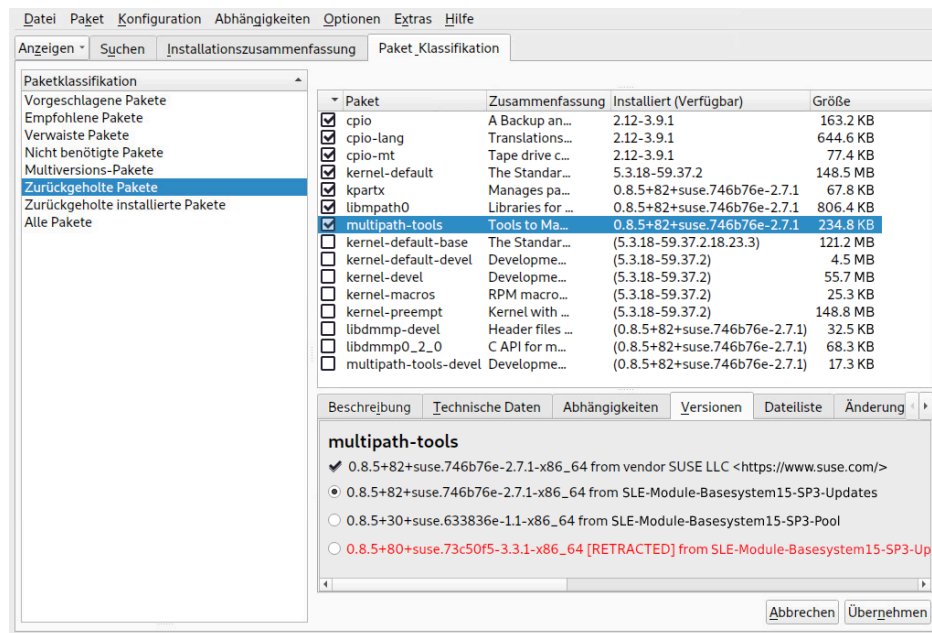 Datei Paket Konfiguration Abhängigkeiten Optionen Extras Hilfe
Anzeigen Suchen Installationszusammenfassung Paket_Klassifikation
Paketklassifikation
Vorgeschlagene Pakete
Empfohlene Pakete
Verwaiste Pakete
Nicht benötigte Pakete
Multiversions-Pakete
Zurückgeholte Pakete
Zurückgeholte installierte Pakete
Alle Pakete
Paket Zusammenfassung Installiert (Verfügbar) Größe
cpio A Backup an... 2.12-3.9.1 163.2 KB
cpio-lang Translations... 2.12-3.9.1 644.6 KB
cpio-mt Tape drive c... 2.12-3.9.1 77.4 KB
kernel-default The Standar... 5.3.18-59.37.2 148.5 MB
kpartx Manages pa... 0.8.5+82+suse.746b76e-2.7.1 67.8 KB
libmpath0 Libraries for ... 0.8.5+82+suse.746b76e-2.7.1 806.4 KB
multipath-tools Tools to Ma... 0.8.5+82+suse.746b76e-2.7.1 234.8 KB
kernel-default-base The Standar... (5.3.18-59.37.2.18.23.3) 121.2 MB
kernel-default-devel Developme... (5.3.18-59.37.2) 4.5 MB
kernel-devel Developme... (5.3.18-59.37.2) 55.7 MB
kernel-macros RPM macro... (5.3.18-59.37.2) 25.3 KB
kernel-preempt Kernel with ... (5.3.18-59.37.2) 148.8 MB
libdmmp-devel Header files ... (0.8.5+82+suse.746b76e-2.7.1) 32.5 KB
libdmmp0_2_0 C API for m... (0.8.5+82+suse.746b76e-2.7.1) 68.3 KB
multipath-tools-devel Developme... (0.8.5+82+suse.746b76e-2.7.1) 17.3 KB
Beschreibung Technische Daten Abhängigkeiten Versionen Dateiliste Änderung
multipath-tools
0.8.5+82+suse.746b76e-2.7.1-x86_64 from vendor SUSE LLC <https://www.suse.com/>
0.8.5+82+suse.746b76e-2.7.1-x86_64 from SLE-Module-Basesystem15-SP3-Updates
0.8.5+30+suse.633836e-1.1-x86_64 from SLE-Module-Basesystem15-SP3-Pool
0.8.5+80+suse.73c50f5-3.3.1-x86_64 [RETRACTED] from SLE-Module-Basesystem15-SP3-Up
Abbrechen Übernehmen